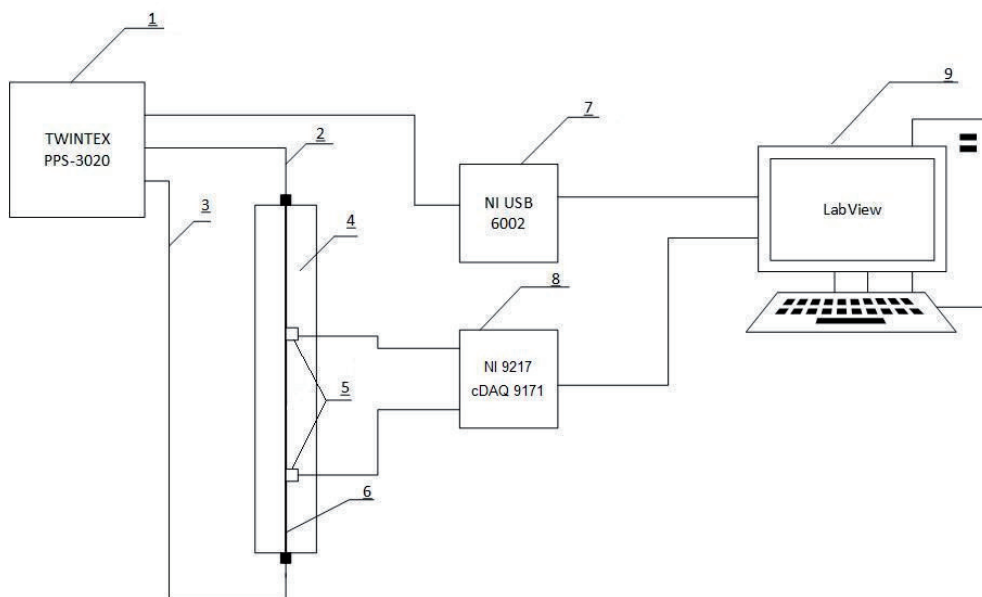 1
TWINTEX
PPS-3020
2
3
4
5
6
7
NI USB
6002
8
NI 9217
cDAQ 9171
9
LabView